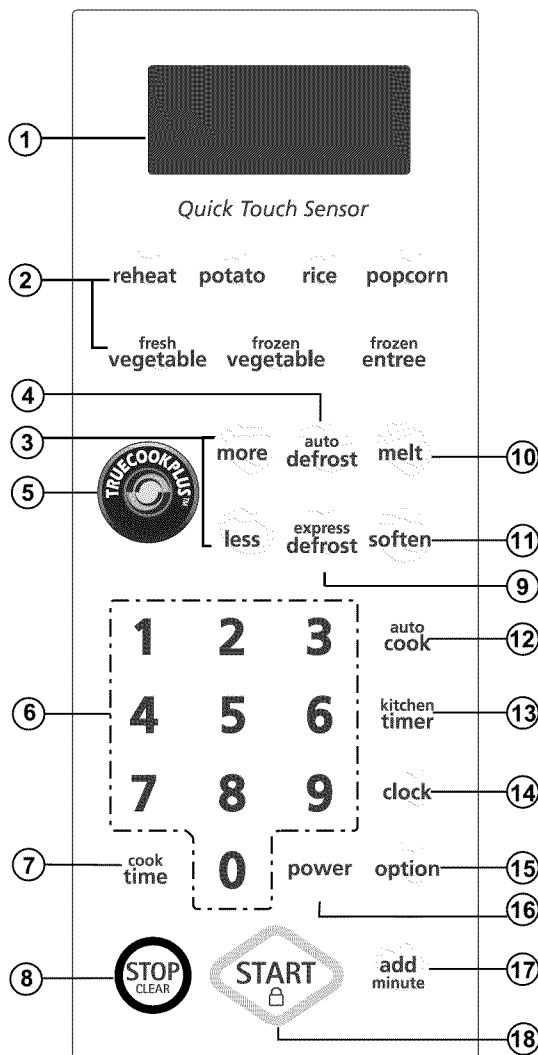 1
Quick Touch Sensor
2 reheat potato rice popcorn
fresh vegetable frozen vegetable frozen entree
4
3 more auto defrost melt 10
5 TRUECOOKPLUS™
less express defrost soften 11
9
1 2 3 auto cook 12
6 4 5 6 kitchen timer 13
7 8 9 clock 14
7 cook time 0 power option 15
16
8 STOP CLEAR START add minute 17
18